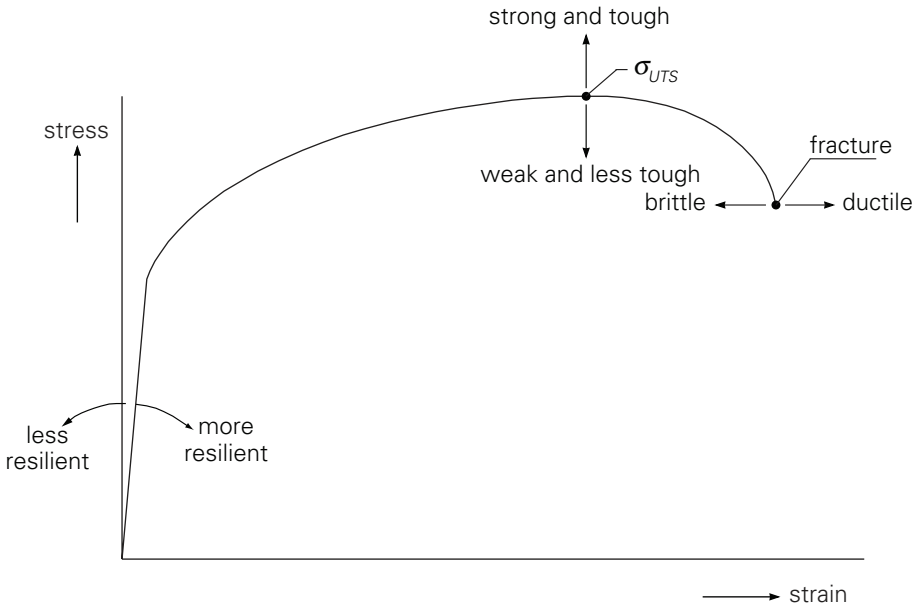 strong and tough
σUTS
stress
fracture
weak and less tough
brittle
ductile
less
resilient
more
resilient
strain